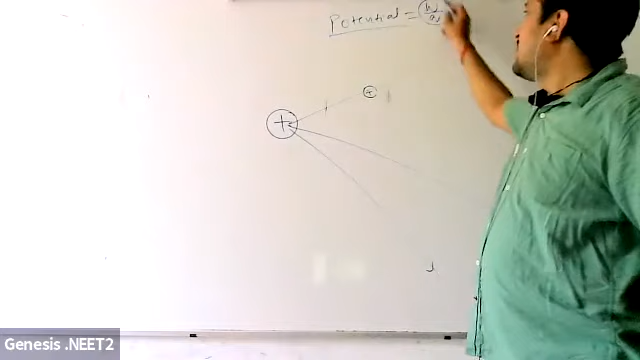 Potential =
+
+
Genesis .NEET2